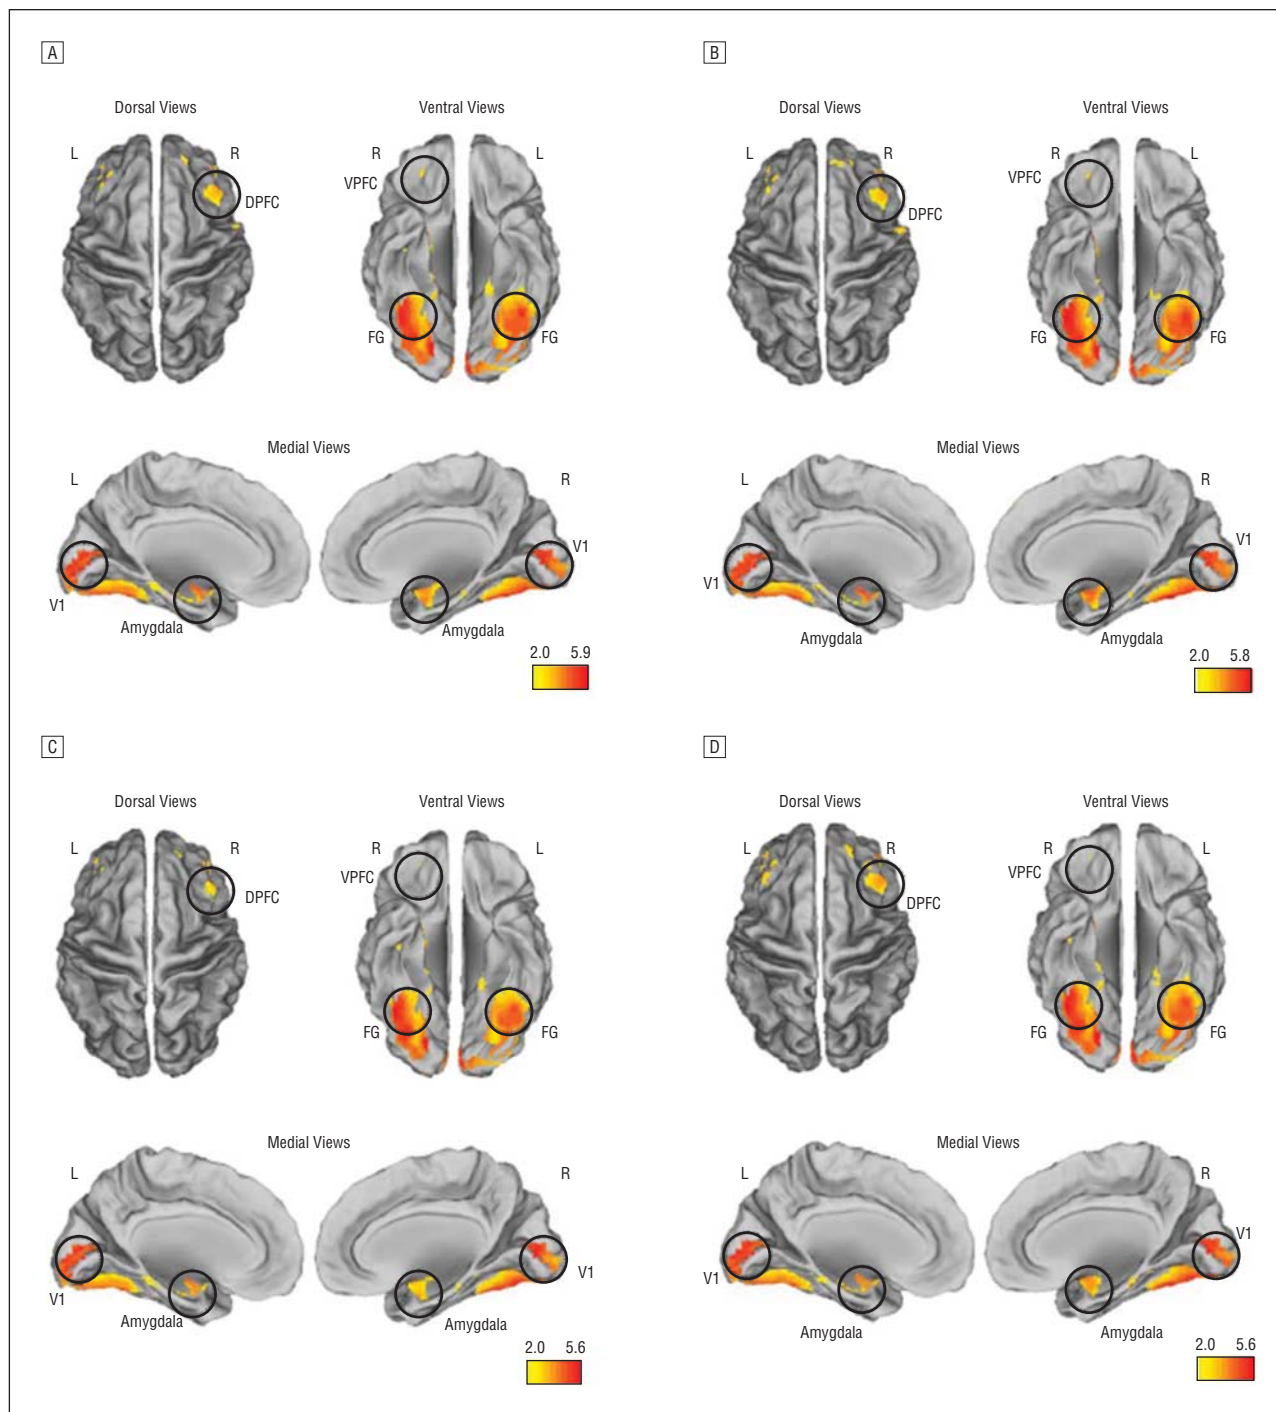 A
Dorsal Views
Ventral Views
L
R
R
L
DPFC
VPFC
FG
FG
Medial Views
L
R
V1
V1
Amygdala
Amygdala
2.0 5.9
B
Dorsal Views
Ventral Views
L
R
R
L
VPFC
DPFC
FG
FG
Medial Views
L
R
V1
V1
Amygdala
Amygdala
2.0 5.8
C
Dorsal Views
Ventral Views
L
R
R
L
VPFC
DPFC
FG
FG
Medial Views
L
R
V1
V1
Amygdala
Amygdala
2.0 5.6
D
Dorsal Views
Ventral Views
L
R
R
L
VPFC
DPFC
FG
FG
Medial Views
L
R
V1
V1
Amygdala
Amygdala
2.0 5.6